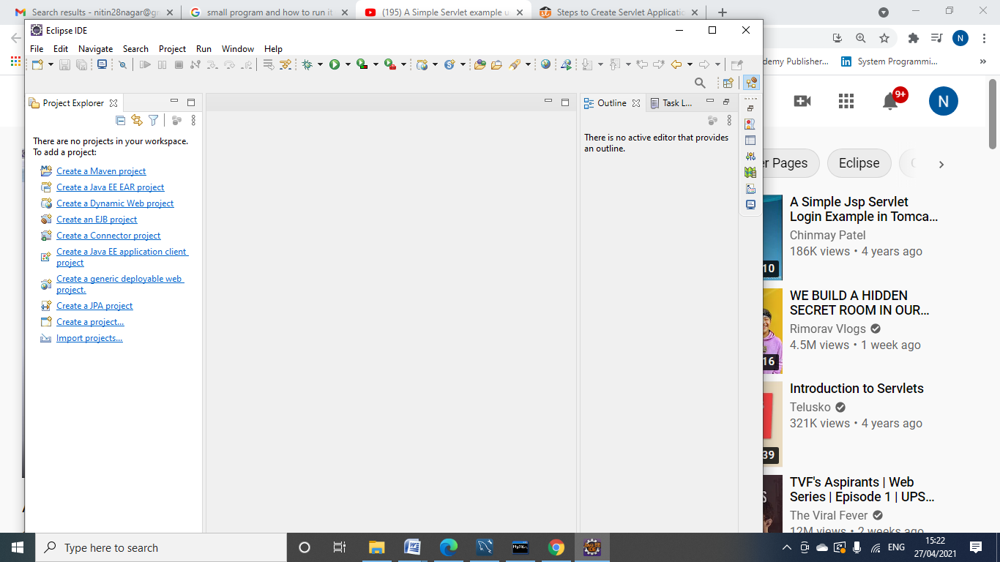 Search results - nitin28nagar@gr
small program and how to run it
(195) A Simple Servlet example u
Steps to Create Servlet Applicatio
Eclipse IDE
File Edit Navigate Search Project Run Window Help
N
demy Publisher...
System Programmi...
»
Project Explorer
Outline
Task L...
9+
N
There are no projects in your workspace.
To add a project:
Create a Maven project
Create a Java EE EAR project
Create a Dynamic Web project
Create an EJB project
Create a Connector project
Create a Java EE application client
project
Create a generic deployable web
project.
Create a JPA project
Create a project...
Import projects...
There is no active editor that provides
an outline.
er Pages
Eclipse
A Simple Jsp Servlet
Login Example in Tomca...
Chinmay Patel
186K views • 4 years ago
10
WE BUILD A HIDDEN
SECRET ROOM IN OUR...
Rimorav Vlogs
4.5M views • 1 week ago
16
Introduction to Servlets
Telusko
321K views • 4 years ago
39
TVF's Aspirants | Web
Series | Episode 1 | UPS...
The Viral Fever
12M views • 2 weeks ago
Type here to search
MySQL
Java EE
IDE
ENG
15:22
27/04/2021